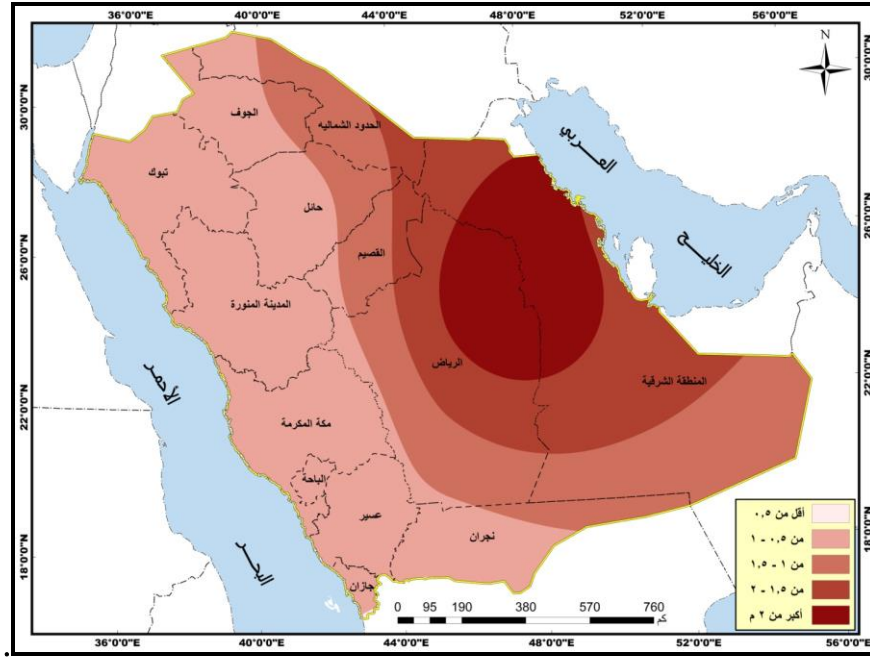 36°0'0"E 40°0'0"E 44°0'0"E 48°0'0"E 52°0'0"E 56°0'0"E
30°0'0"N
26°0'0"N
22°0'0"N
18°0'0"N
30°0'0"N
26°0'0"N
22°0'0"N
18°0'0"N
N
الجوف
الحدود الشماليه
تبوك
حائل
القصيم
المدينة المنورة
الرياض
المنطقة الشرقية
مكة المكرمة
الباحة
عسير
نجران
جازان
الخليـــج
العـــربي
البحـــر
الأحمـــر
أقل من ٠,٥
من ٠,٥ - ١
من ١ - ١,٥
من ١,٥ - ٢
أكبر من ٢ م
0 95 190 380 570 760
كم
36°0'0"E 40°0'0"E 44°0'0"E 48°0'0"E 52°0'0"E 56°0'0"E